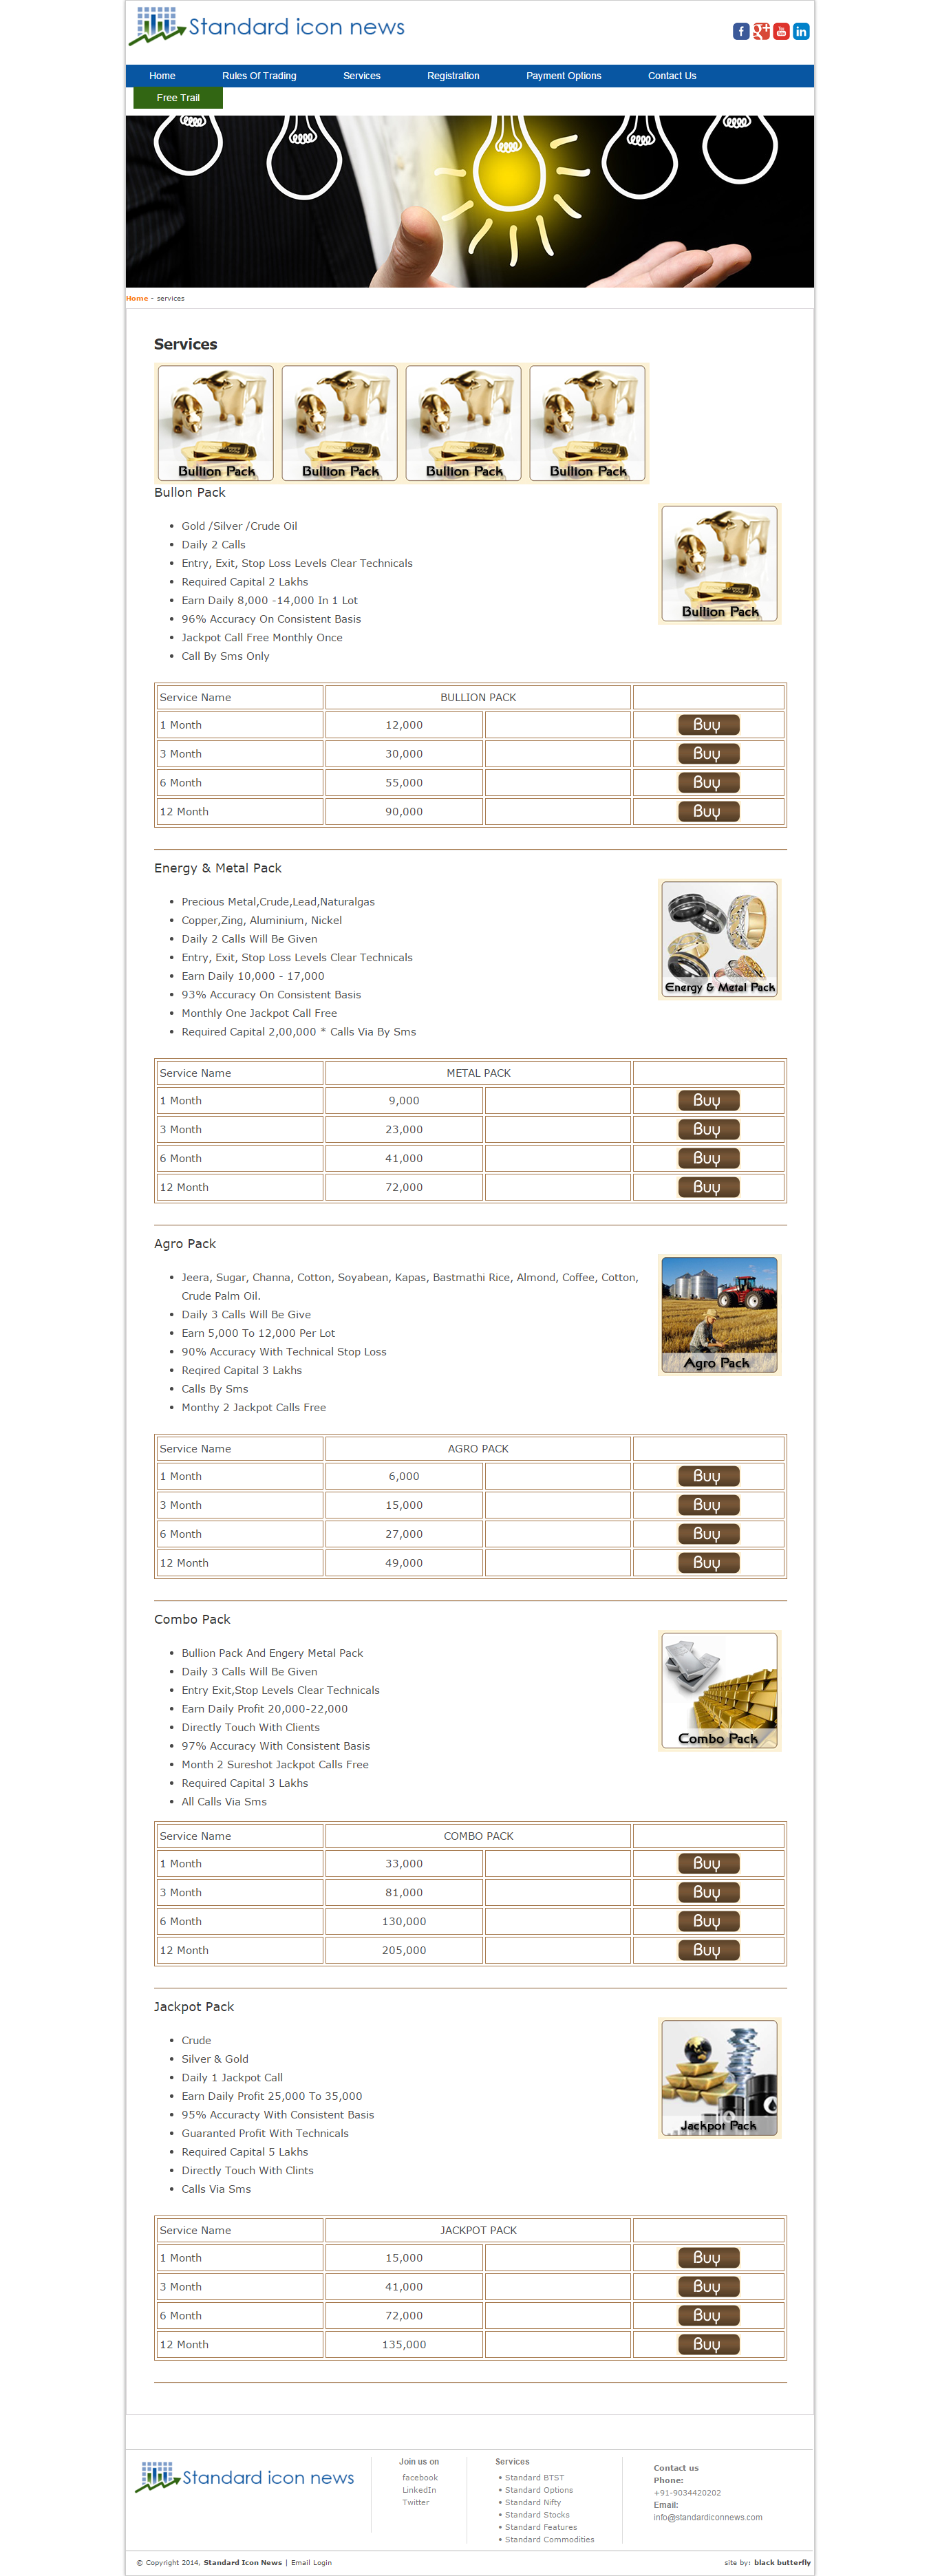 Standard icon news
Home Rules Of Trading Services Registration Payment Options Contact Us
Free Trail
Home - services
Services
Bullion Pack Bullion Pack Bullion Pack Bullion Pack
Bullon Pack
Bullion Pack
Gold /Silver /Crude Oil
Daily 2 Calls
Entry, Exit, Stop Loss Levels Clear Technicals
Required Capital 2 Lakhs
Earn Daily 8,000 -14,000 In 1 Lot
96% Accuracy On Consistent Basis
Jackpot Call Free Monthly Once
Call By Sms Only
Service Name BULLION PACK
1 Month 12,000 Buy
3 Month 30,000 Buy
6 Month 55,000 Buy
12 Month 90,000 Buy
Energy & Metal Pack
Energy & Metal Pack
Precious Metal,Crude,Lead,Naturalgas
Copper,Zing, Aluminium, Nickel
Daily 2 Calls Will Be Given
Entry, Exit, Stop Loss Levels Clear Technicals
Earn Daily 10,000 - 17,000
93% Accuracy On Consistent Basis
Monthly One Jackpot Call Free
Required Capital 2,00,000 * Calls Via By Sms
Service Name METAL PACK
1 Month 9,000 Buy
3 Month 23,000 Buy
6 Month 41,000 Buy
12 Month 72,000 Buy
Agro Pack
Agro Pack
Jeera, Sugar, Channa, Cotton, Soyabean, Kapas, Bastmathi Rice, Almond, Coffee, Cotton,
Crude Palm Oil.
Daily 3 Calls Will Be Give
Earn 5,000 To 12,000 Per Lot
90% Accuracy With Technical Stop Loss
Reqired Capital 3 Lakhs
Calls By Sms
Monthy 2 Jackpot Calls Free
Service Name AGRO PACK
1 Month 6,000 Buy
3 Month 15,000 Buy
6 Month 27,000 Buy
12 Month 49,000 Buy
Combo Pack
Combo Pack
Bullion Pack And Engery Metal Pack
Daily 3 Calls Will Be Given
Entry Exit,Stop Levels Clear Technicals
Earn Daily Profit 20,000-22,000
Directly Touch With Clients
97% Accuracy With Consistent Basis
Month 2 Sureshot Jackpot Calls Free
Required Capital 3 Lakhs
All Calls Via Sms
Service Name COMBO PACK
1 Month 33,000 Buy
3 Month 81,000 Buy
6 Month 130,000 Buy
12 Month 205,000 Buy
Jackpot Pack
Jackpot Pack
Crude
Silver & Gold
Daily 1 Jackpot Call
Earn Daily Profit 25,000 To 35,000
95% Accuracty With Consistent Basis
Guaranted Profit With Technicals
Required Capital 5 Lakhs
Directly Touch With Clints
Calls Via Sms
Service Name JACKPOT PACK
1 Month 15,000 Buy
3 Month 41,000 Buy
6 Month 72,000 Buy
12 Month 135,000 Buy
Standard icon news
Join us on
facebook
LinkedIn
Twitter
Services
Standard BTST
Standard Options
Standard Nifty
Standard Stocks
Standard Features
Standard Commodities
Contact us
Phone:
+91-9034420202
Email:
info@standardiconnews.com
© Copyright 2014, Standard Icon News | Email Login
site by: black butterfly